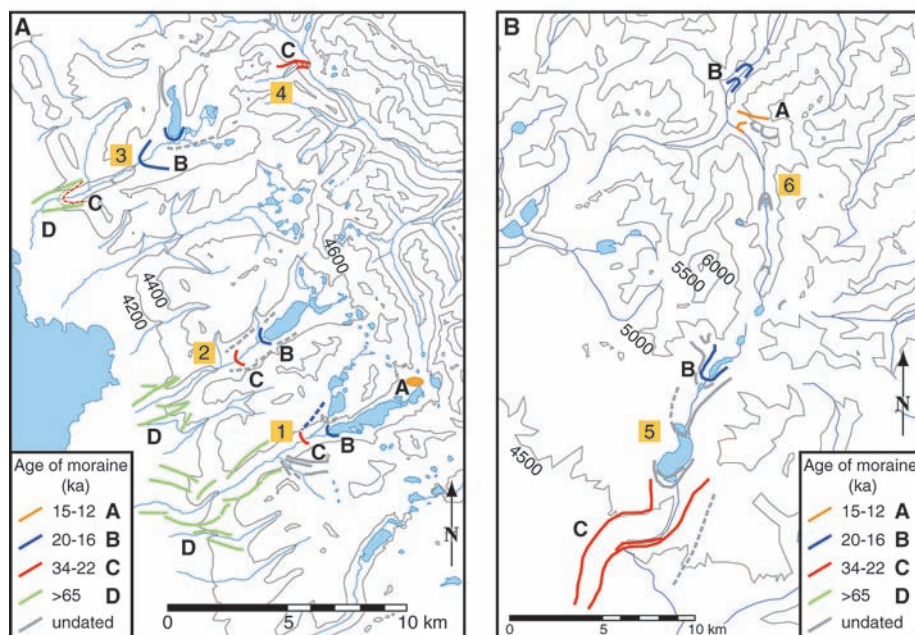 A
C
4
3
B
C
D
4600
4400
4200
2
B
C
A
D
1
C
B
D
N
Age of moraine
(ka)
15-12 A
20-16 B
34-22 C
>65 D
undated
0 5 10 km
B
B
A
6
6000
5500
5000
B
N
5
4500
C
Age of moraine
(ka)
15-12 A
20-16 B
34-22 C
>65 D
undated
0 5 10 km